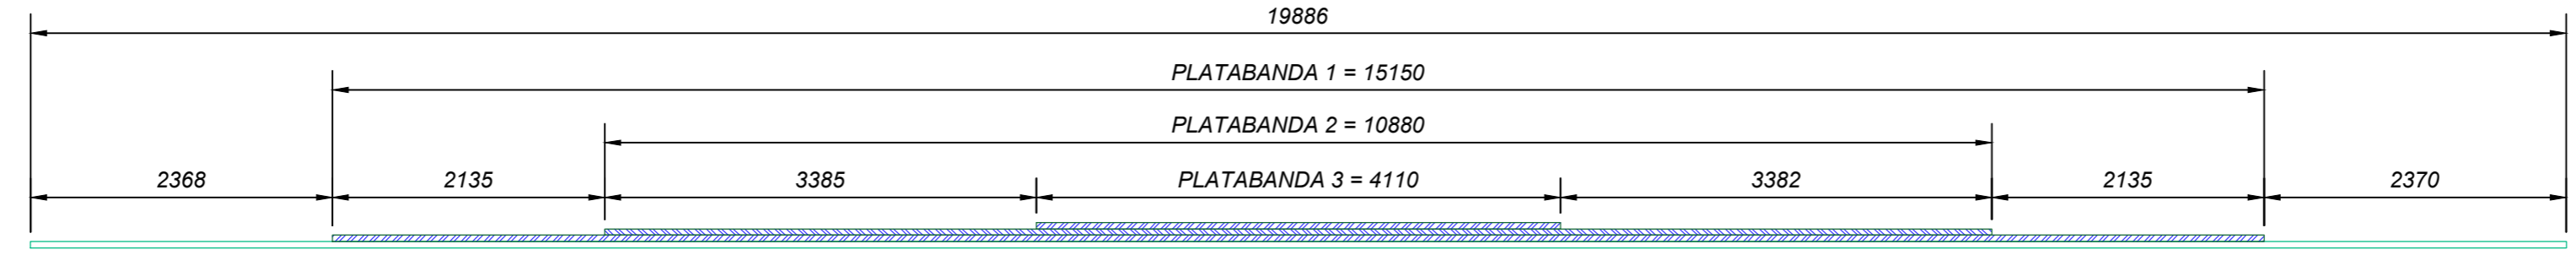 19886
PLATABANDA 1 = 15150
PLATABANDA 2 = 10880
2368 2135 3385 PLATABANDA 3 = 4110 3382 2135 2370